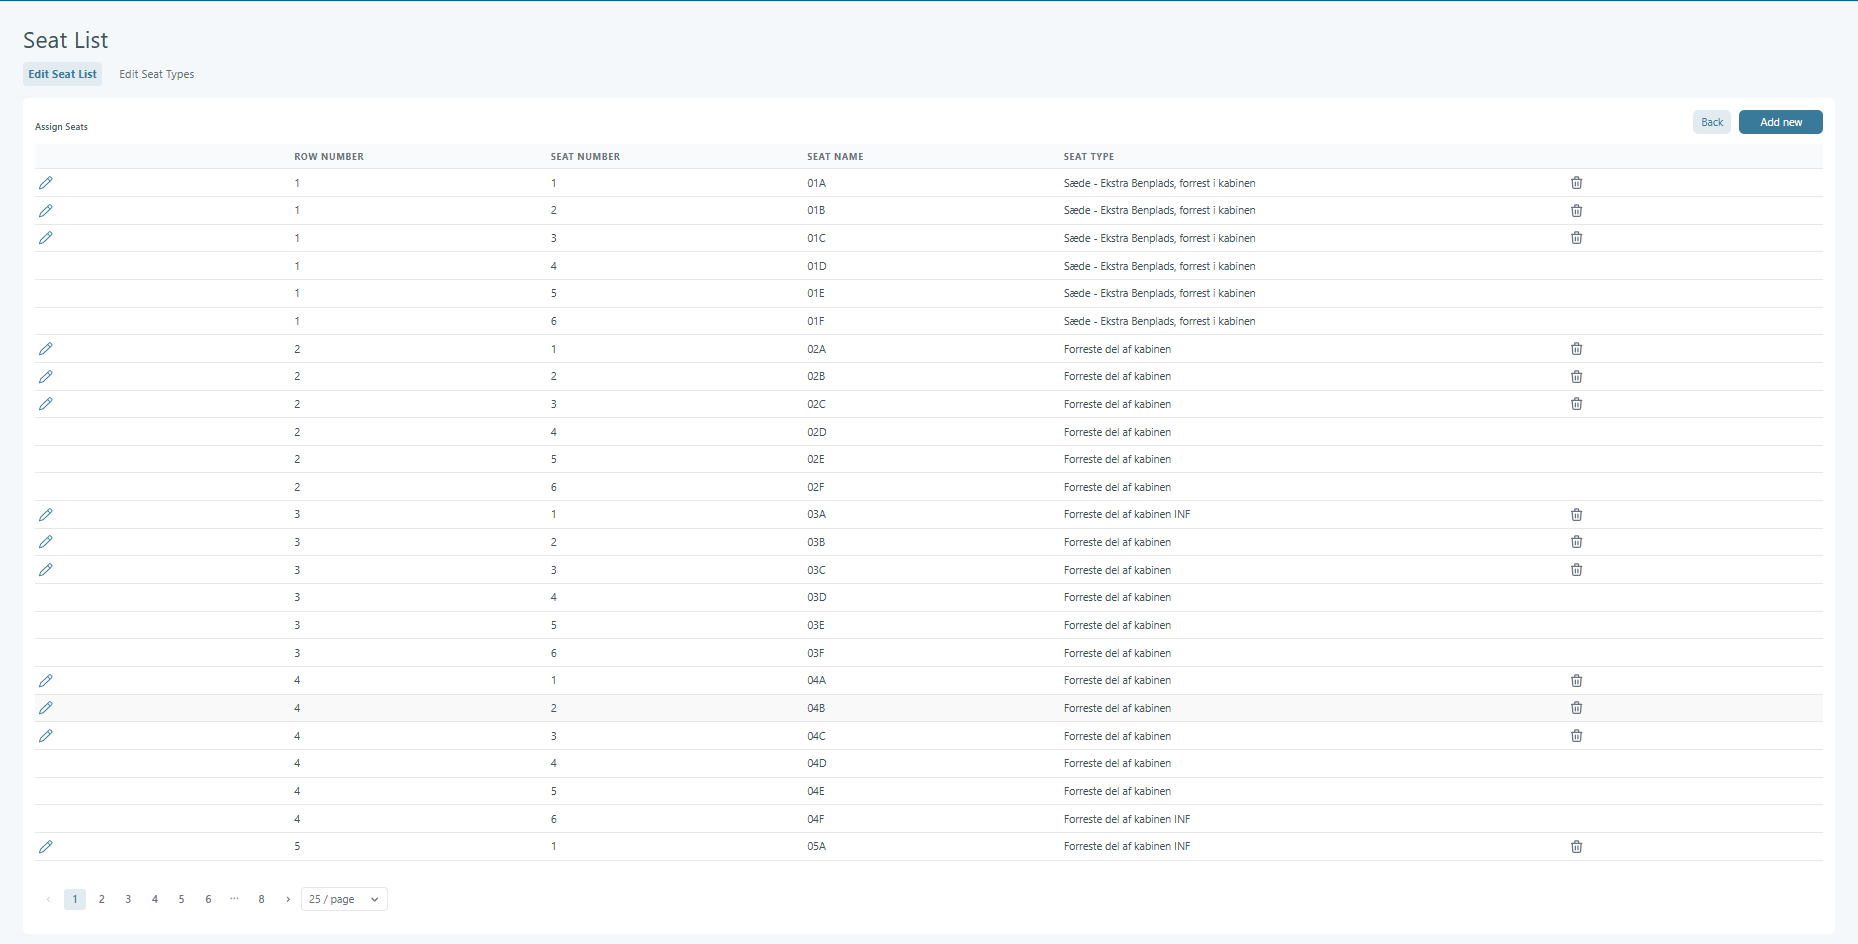 Seat List
Edit Seat List Edit Seat Types
Assign Seats Back Add new
ROW NUMBER SEAT NUMBER SEAT NAME SEAT TYPE
1 1 01A Sæde - Ekstra Benplads, forrest i kabinen
1 2 01B Sæde - Ekstra Benplads, forrest i kabinen
1 3 01C Sæde - Ekstra Benplads, forrest i kabinen
1 4 01D Sæde - Ekstra Benplads, forrest i kabinen
1 5 01E Sæde - Ekstra Benplads, forrest i kabinen
1 6 01F Sæde - Ekstra Benplads, forrest i kabinen
2 1 02A Forreste del af kabinen
2 2 02B Forreste del af kabinen
2 3 02C Forreste del af kabinen
2 4 02D Forreste del af kabinen
2 5 02E Forreste del af kabinen
2 6 02F Forreste del af kabinen
3 1 03A Forreste del af kabinen INF
3 2 03B Forreste del af kabinen
3 3 03C Forreste del af kabinen
3 4 03D Forreste del af kabinen
3 5 03E Forreste del af kabinen
3 6 03F Forreste del af kabinen
4 1 04A Forreste del af kabinen
4 2 04B Forreste del af kabinen
4 3 04C Forreste del af kabinen
4 4 04D Forreste del af kabinen
4 5 04E Forreste del af kabinen
4 6 04F Forreste del af kabinen INF
5 1 05A Forreste del af kabinen INF
1 2 3 4 5 6 ··· 8 25 / page